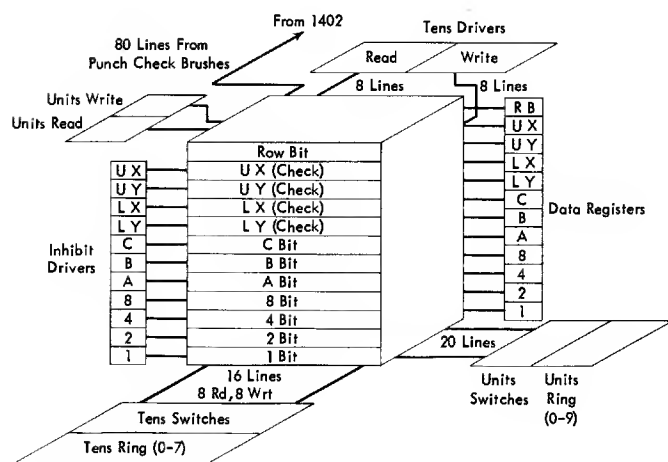 From 1402
Tens Drivers
80 Lines From
Punch Check Brushes
Read
Write
8 Lines
8 Lines
Units Write
Units Read
Row Bit
U X (Check)
U Y (Check)
L X (Check)
L Y (Check)
C Bit
B Bit
A Bit
8 Bit
4 Bit
2 Bit
1 Bit
U X
U Y
L X
L Y
C
B
A
8
4
2
1
Inhibit
Drivers
R B
U X
U Y
L X
L Y
C
B
A
8
4
2
1
Data Registers
20 Lines
Units
Switches
Units
Ring
(0-9)
16 Lines
8 Rd, 8 Wrt
Tens Switches
Tens Ring (0-7)